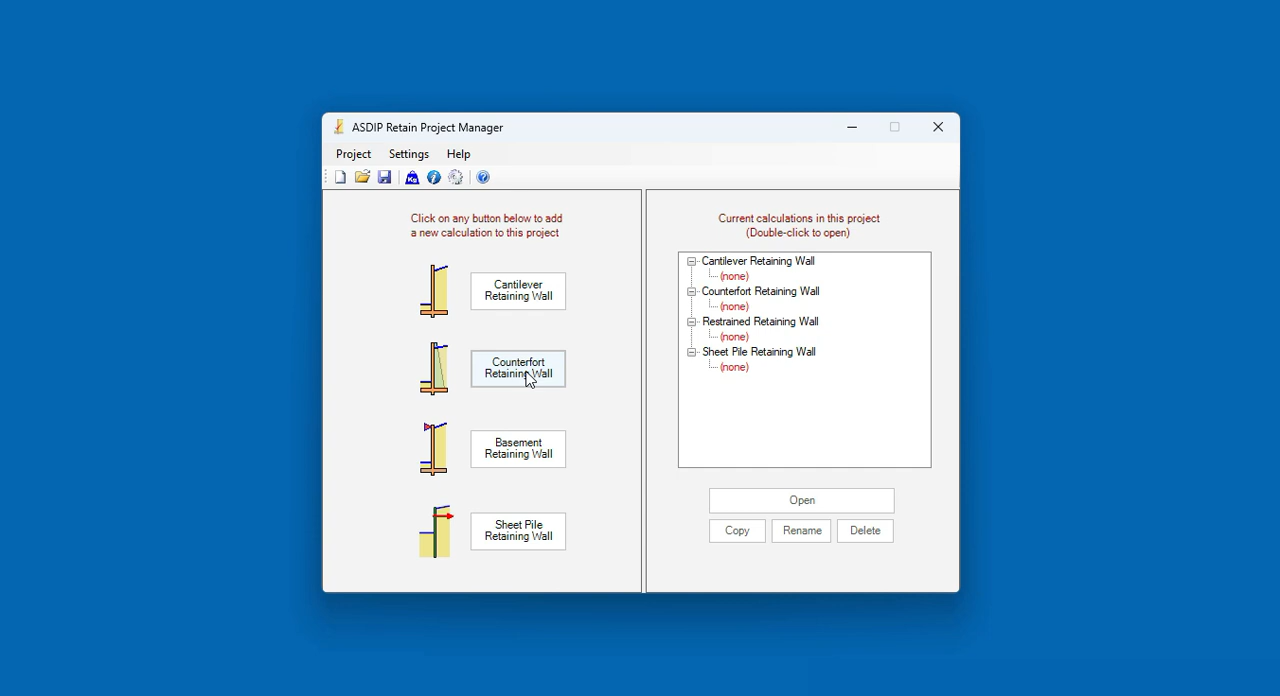 ASDIP Retain Project Manager
Project Settings Help
Click on any button below to add
a new calculation to this project
Cantilever
Retaining Wall
Counterfort
Retaining Wall
Basement
Retaining Wall
Sheet Pile
Retaining Wall
Current calculations in this project
(Double-click to open)
Cantilever Retaining Wall
(none)
Counterfort Retaining Wall
(none)
Restrained Retaining Wall
(none)
Sheet Pile Retaining Wall
(none)
Open
Copy Rename Delete